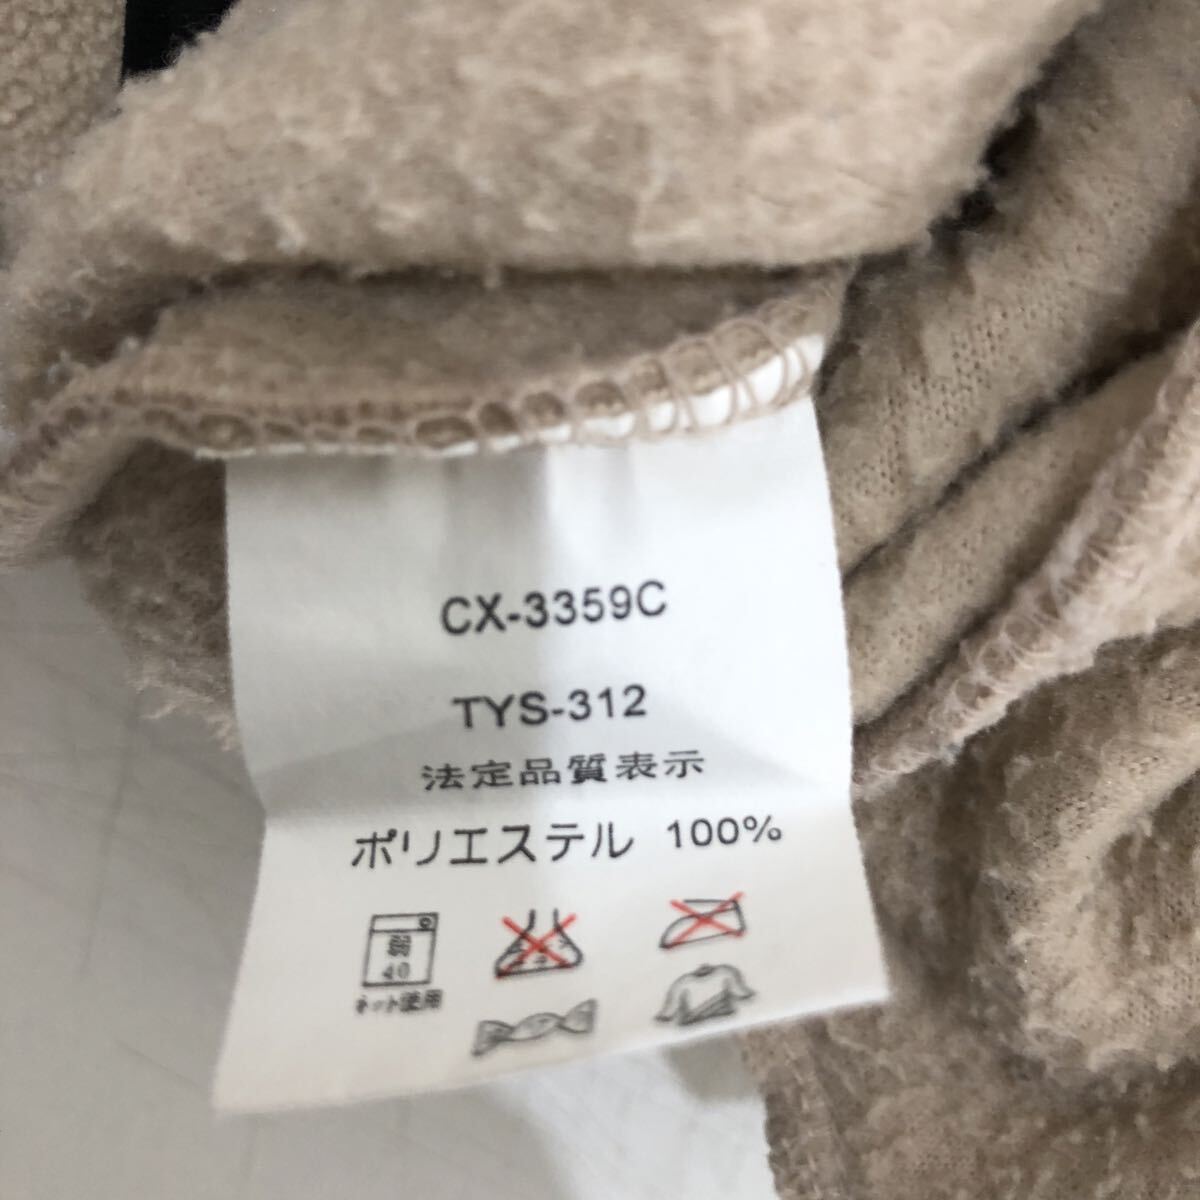 CX-3359C
TYS-312
法定品質表示
ポリエステル 100%
弱
40
ネット使用